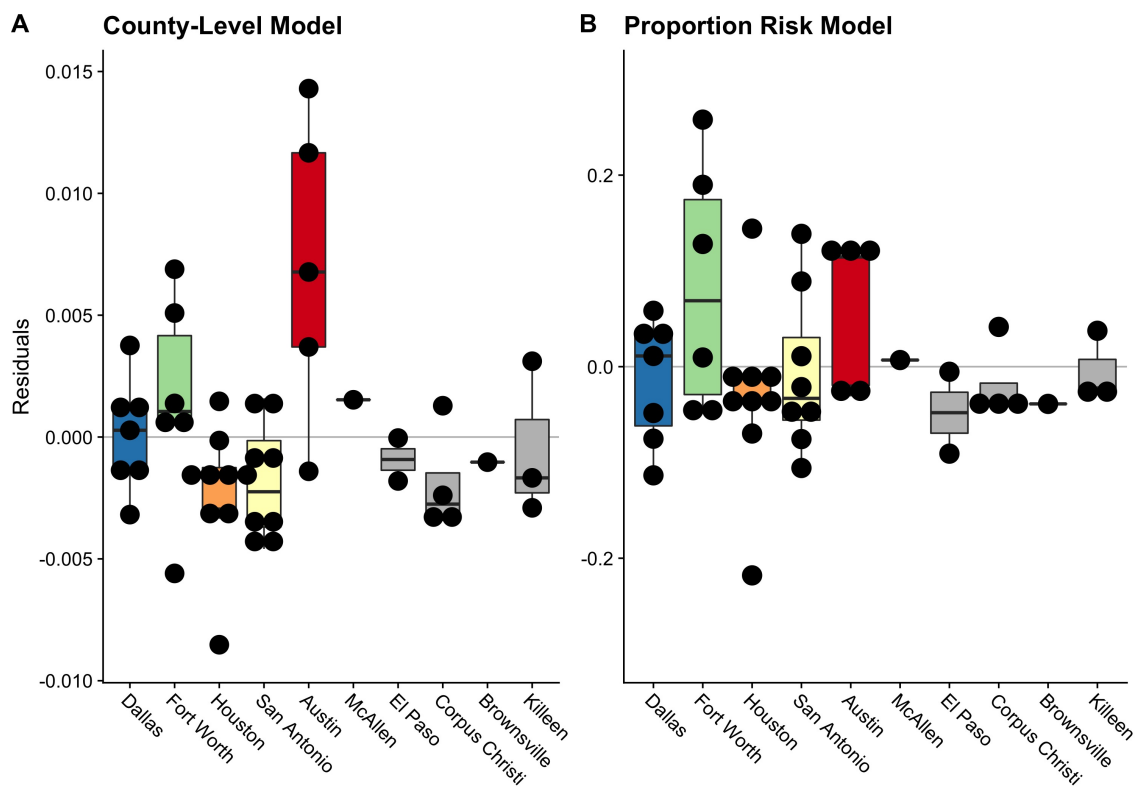 A
County-Level Model
B
Proportion Risk Model
Residuals
0.015
0.010
0.005
0.000
-0.005
-0.010
Dallas
Fort Worth
Houston
San Antonio
Austin
McAllen
El Paso
Corpus Christi
Brownsville
Killeen
0.2
0.0
-0.2
Dallas
Fort Worth
Houston
San Antonio
Austin
McAllen
El Paso
Corpus Christi
Brownsville
Killeen